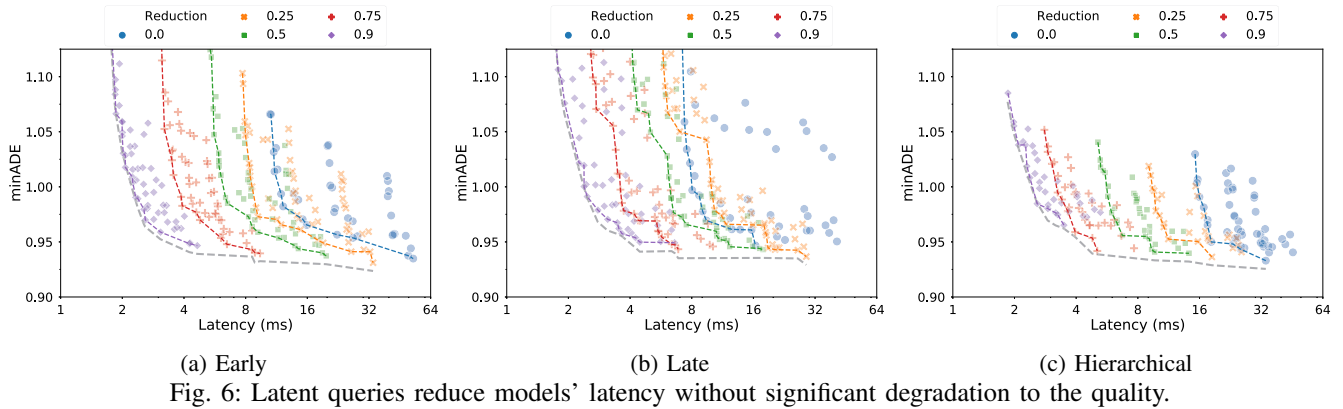 Reduction 0.25 0.75
0.0 0.5 0.9
Reduction 0.25 0.75
0.0 0.5 0.9
Reduction 0.25 0.75
0.0 0.5 0.9
minADE
1.10
1.05
1.00
0.95
0.90
1 2 4 8 16 32 64
Latency (ms)
minADE
1.10
1.05
1.00
0.95
0.90
1 2 4 8 16 32 64
Latency (ms)
minADE
1.10
1.05
1.00
0.95
0.90
1 2 4 8 16 32 64
Latency (ms)
(a) Early
(b) Late
(c) Hierarchical
Fig. 6: Latent queries reduce models’ latency without significant degradation to the quality.